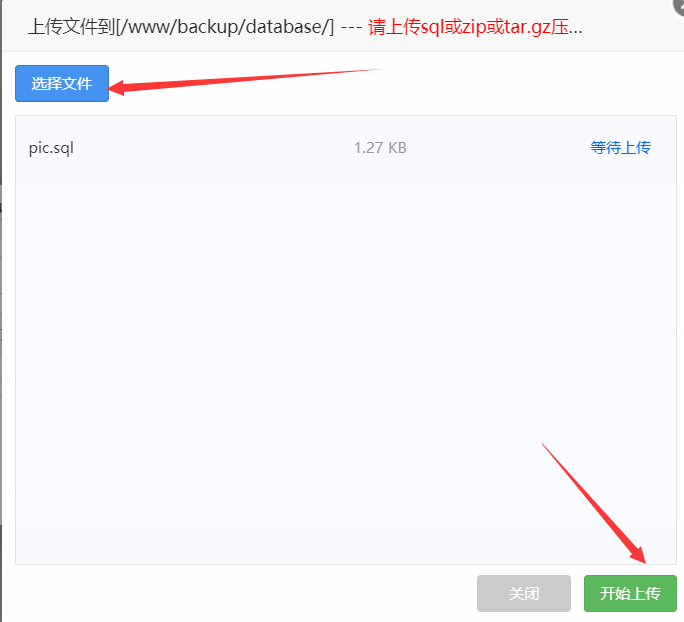 上传文件到[/www/backup/database/] --- 请上传sql或zip或tar.gz压...
选择文件
pic.sql 1.27 KB 等待上传
关闭 开始上传